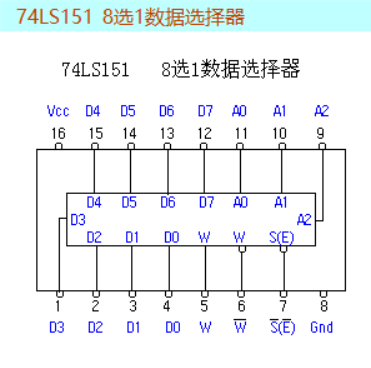 74LS151 8选1数据选择器
74LS151 8选1数据选择器
Vcc D4 D5 D6 D7 A0 A1 A2
16 15 14 13 12 11 10 9
D4 D5 D6 D7 A0 A1
D3 A2
D2 D1 D0 W W S(E)
1 2 3 4 5 6 7 8
D3 D2 D1 D0 W W̅ S̅(E̅) Gnd